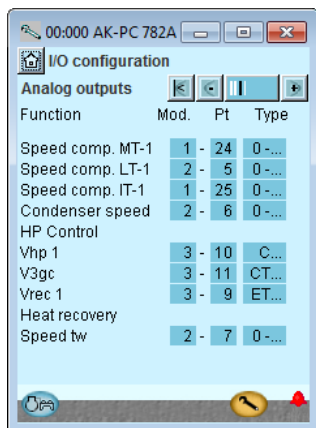 00:000 AK-PC 782A
I/O configuration
Analog outputs
Function Mod. Pt Type
Speed comp. MT-1 1 - 24 0 -...
Speed comp. LT-1 2 - 5 0 -...
Speed comp. IT-1 1 - 25 0 -...
Condenser speed 2 - 6 0 -...
HP Control
Vhp 1 3 - 10 C...
V3gc 3 - 11 CT...
Vrec 1 3 - 9 ET...
Heat recovery
Speed tw 2 - 7 0 -...